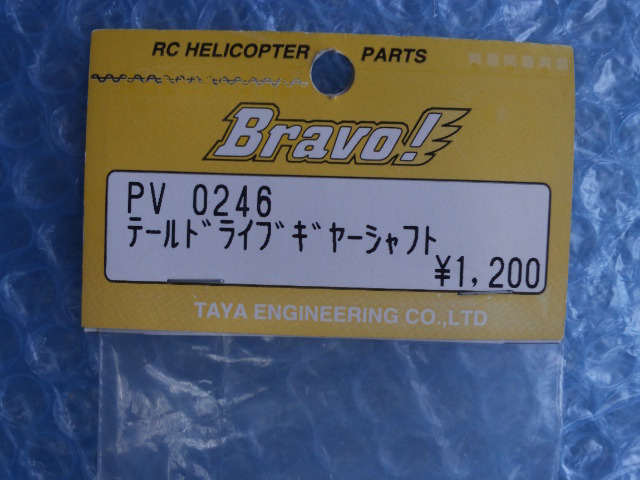 RC HELICOPTER PARTS
Bravo!
PV 0246
テールドライブギヤーシャフト
¥1,200
TAYA ENGINEERING CO.,LTD